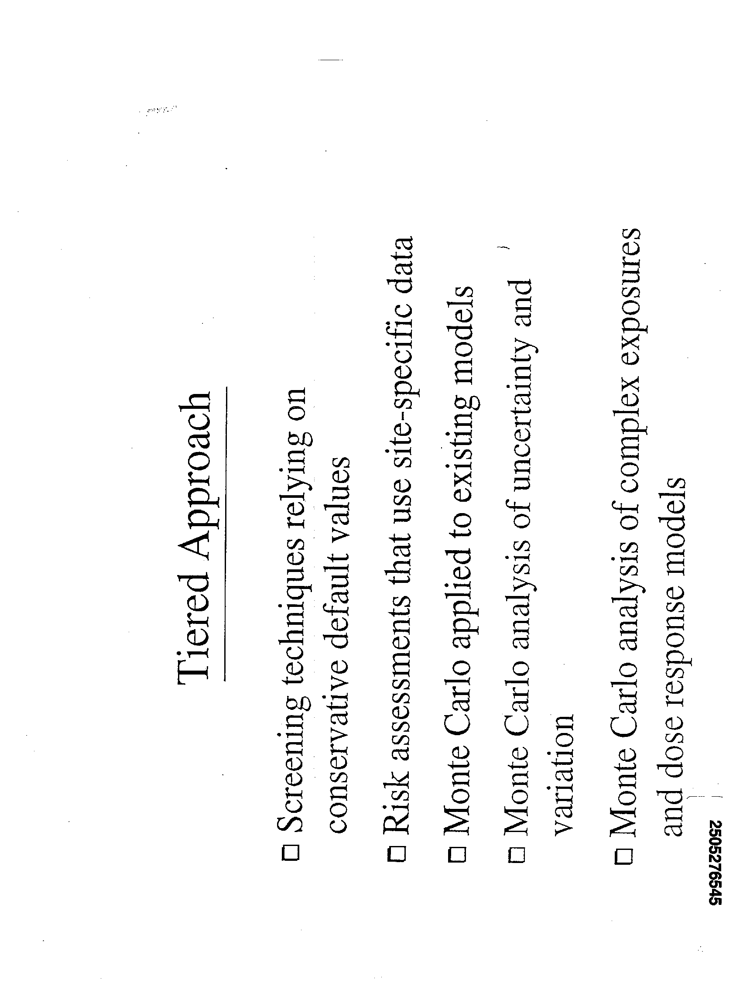 Tiered Approach
☐ Screening techniques relying on
conservative default values
☐ Risk assessments that use site-specific data
☐ Monte Carlo applied to existing models
☐ Monte Carlo analysis of uncertainty and
variation
☐ Monte Carlo analysis of complex exposures
and dose response models
2505276545